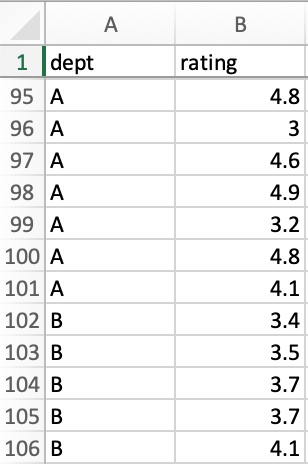 A B
1 dept rating
95 A 4.8
96 A 3
97 A 4.6
98 A 4.9
99 A 3.2
100 A 4.8
101 A 4.1
102 B 3.4
103 B 3.5
104 B 3.7
105 B 3.7
106 B 4.1